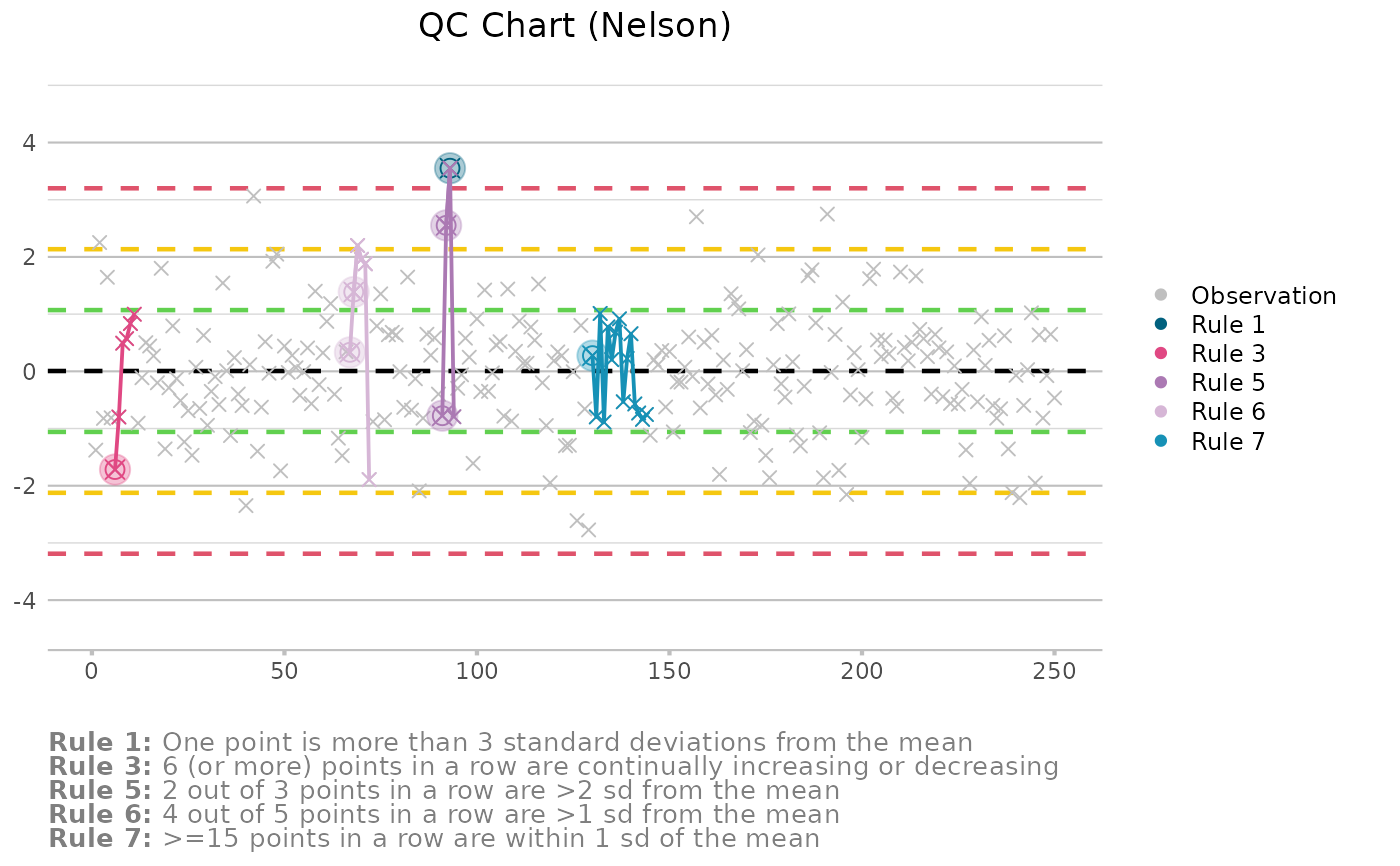 QC Chart (Nelson)
4
2
0
-2
-4
0 50 100 150 200 250
Observation
Rule 1
Rule 3
Rule 5
Rule 6
Rule 7
Rule 1: One point is more than 3 standard deviations from the mean
Rule 3: 6 (or more) points in a row are continually increasing or decreasing
Rule 5: 2 out of 3 points in a row are >2 sd from the mean
Rule 6: 4 out of 5 points in a row are >1 sd from the mean
Rule 7: >=15 points in a row are within 1 sd of the mean